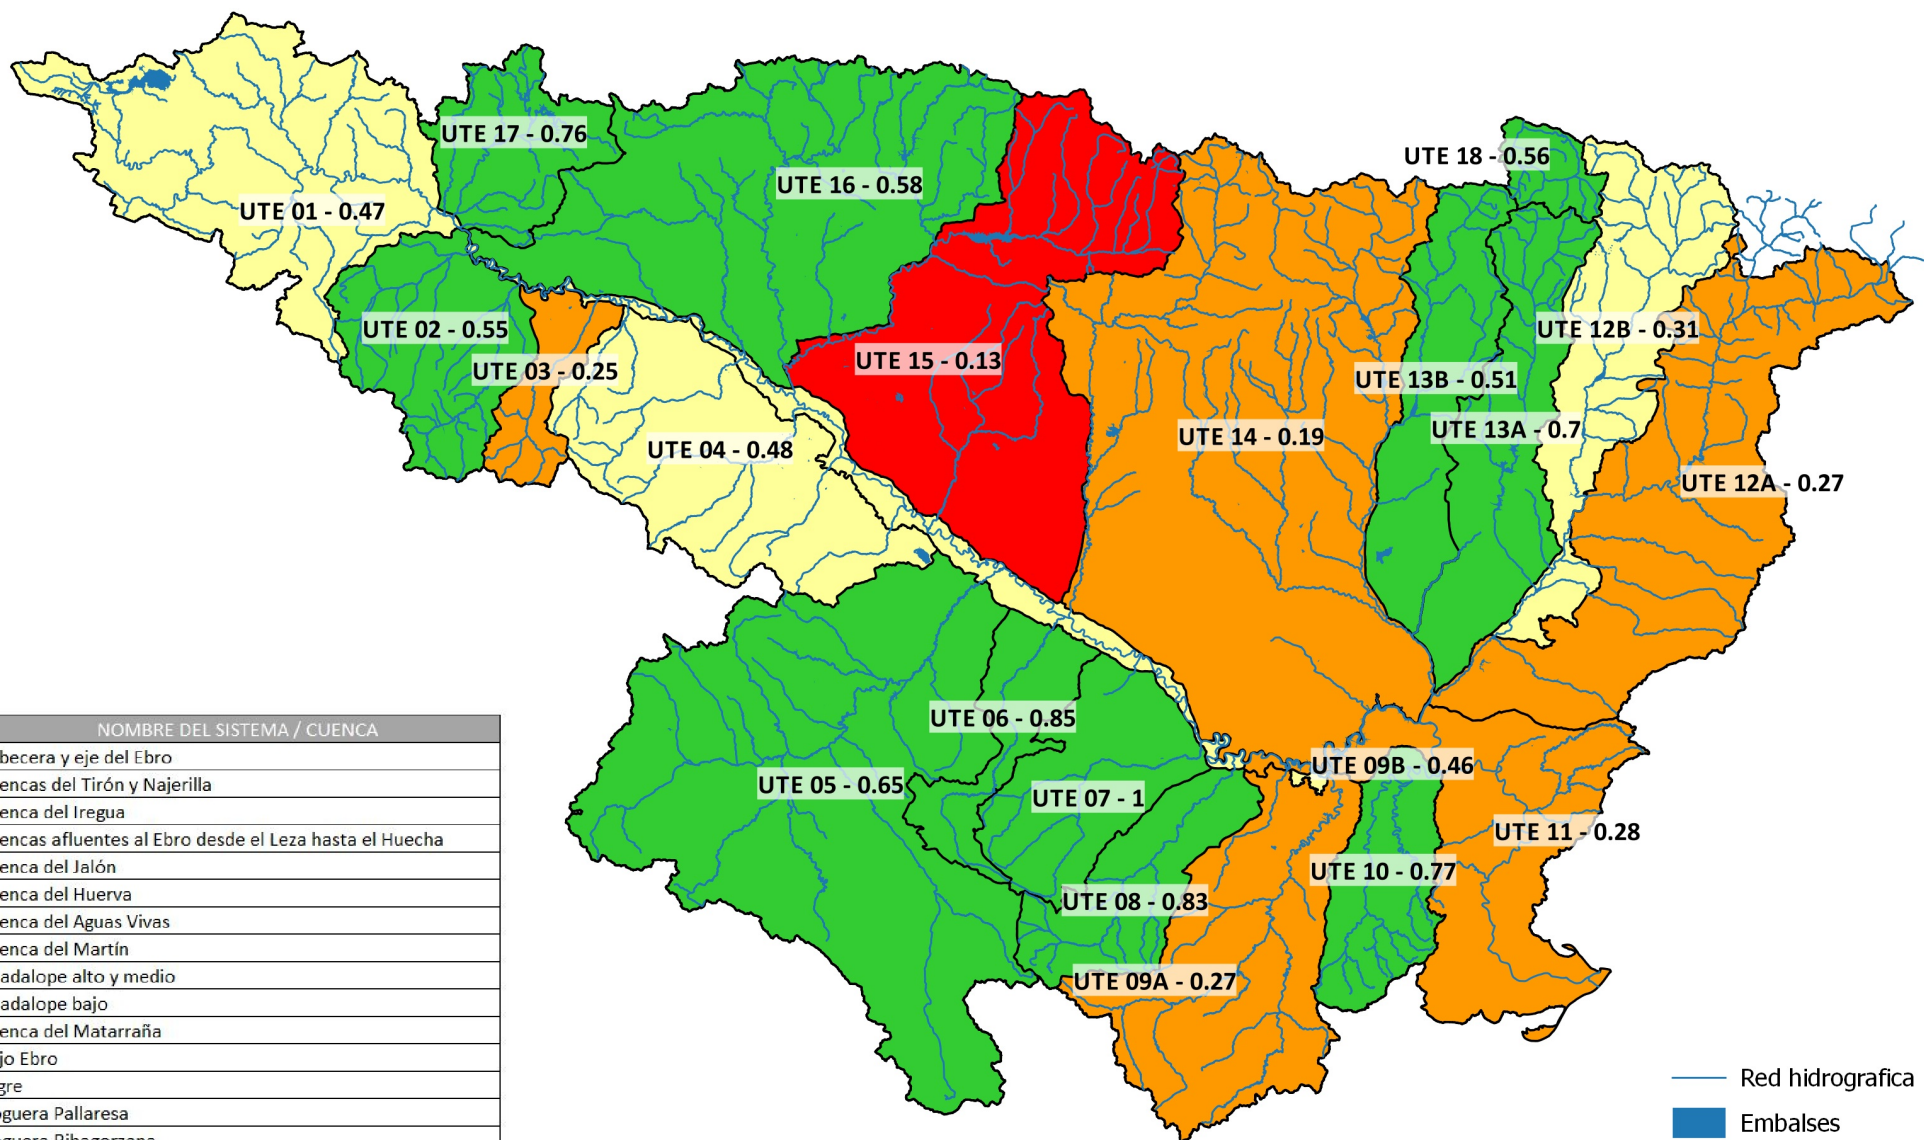 UTE 17 - 0.76
UTE 18 - 0.56
UTE 16 - 0.58
UTE 01 - 0.47
UTE 02 - 0.55
UTE 12B - 0.31
UTE 15 - 0.13
UTE 03 - 0.25
UTE 13B - 0.51
UTE 13A - 0.7
UTE 14 - 0.19
UTE 04 - 0.48
UTE 12A - 0.27
UTE 06 - 0.85
UTE 09B - 0.46
UTE 05 - 0.65
UTE 07 - 1
UTE 11 - 0.28
UTE 10 - 0.77
UTE 08 - 0.83
UTE 09A - 0.27
NOMBRE DEL SISTEMA / CUENCA
becera y eje del Ebro
encas del Tirón y Najerilla
enca del Iregua
encas afluentes al Ebro desde el Leza hasta el Huecha
enca del Jalón
enca del Huerva
enca del Aguas Vivas
enca del Martín
adalope alto y medio
adalope bajo
enca del Matarraña
jo Ebro
gre
guera Pallaresa
Ribagorzana
Red hidrografica
Embalses